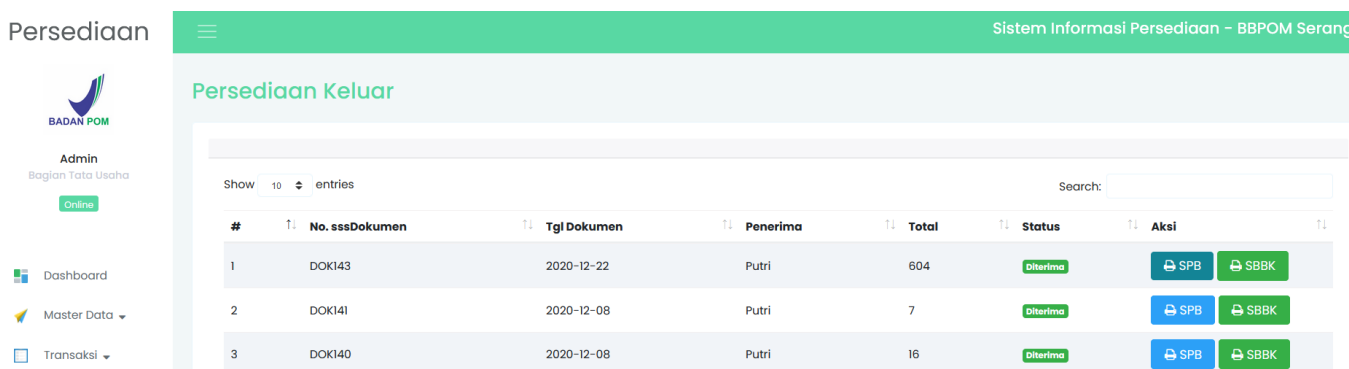 Persediaan
Sistem Informasi Persediaan - BBPOM Serang
BADAN POM
Admin
Bagian Tata Usaha
Online
Dashboard
Master Data
Transaksi
Persediaan Keluar
Show 10 entries
Search:
# No. sssDokumen Tgl Dokumen Penerima Total Status Aksi
1 DOK143 2020-12-22 Putri 604 Diterima SPB SBBK
2 DOK141 2020-12-08 Putri 7 Diterima SPB SBBK
3 DOK140 2020-12-08 Putri 16 Diterima SPB SBBK